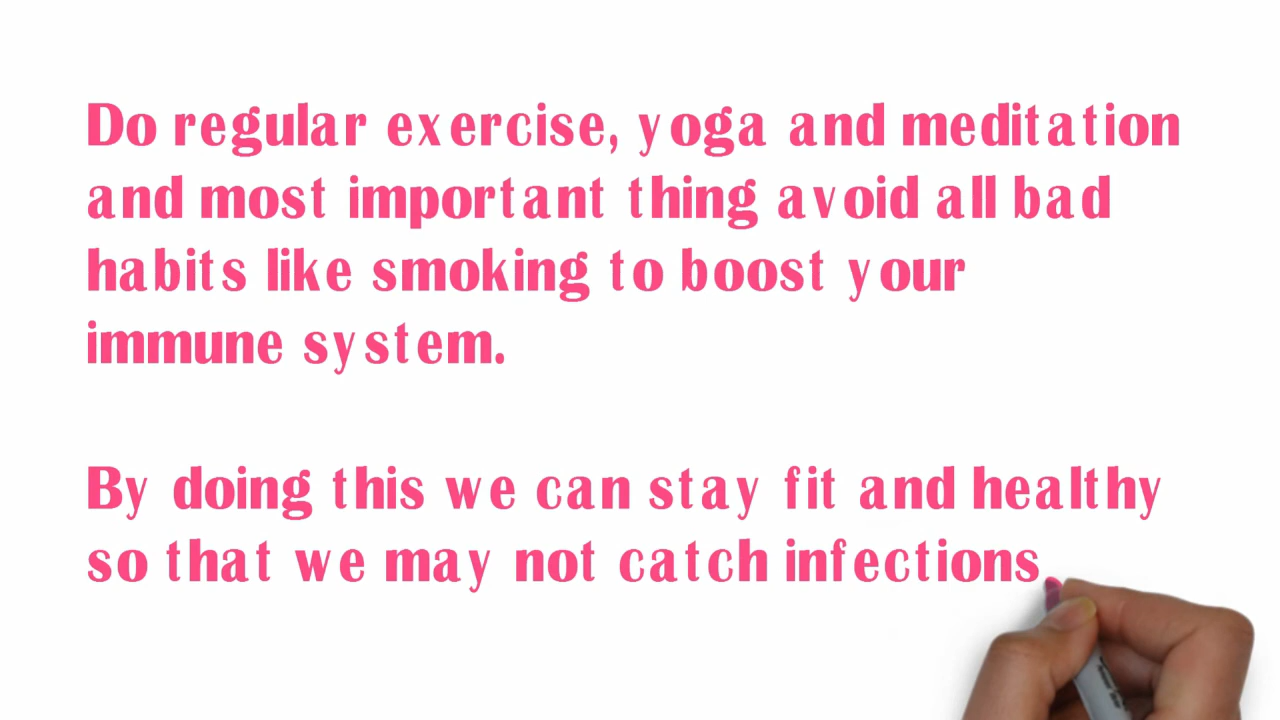 Do regular exercise, yoga and meditation
and most important thing avoid all bad
habits like smoking to boost your
immune system.
By doing this we can stay fit and healthy
so that we may not catch infections